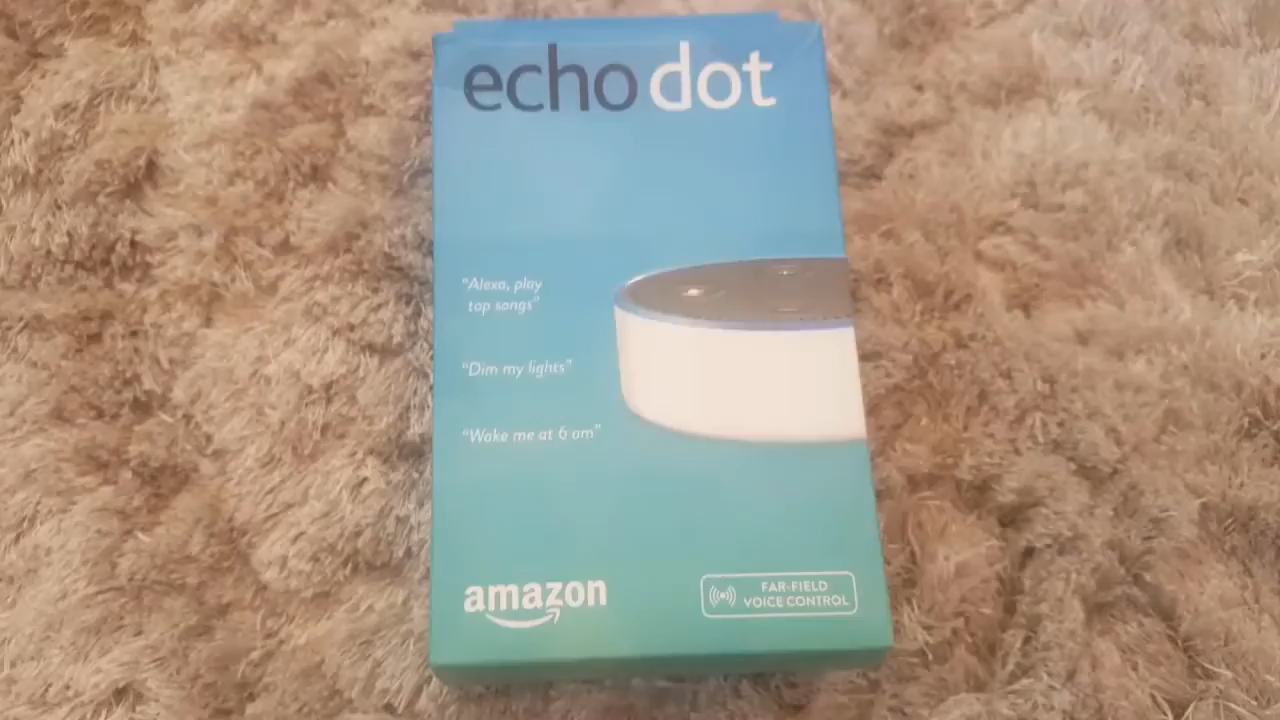 echo dot
"Alexa, play
top songs"
"Dim my lights"
"Wake me at 6 am"
amazon
FAR-FIELD
VOICE CONTROL